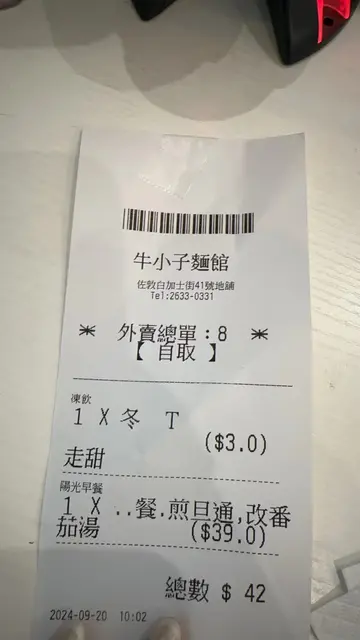 牛小子麵館
佐敦白加士街41號地舖
Tel:2633-0331
* 外賣總單:8 *
【 自取 】
凍飲
1 X 冬 T
($3.0)
走甜
陽光早餐
1 X ..餐.煎旦通,改番
茄湯 ($39.0)
總數 $ 42
2024-09-20 10:02